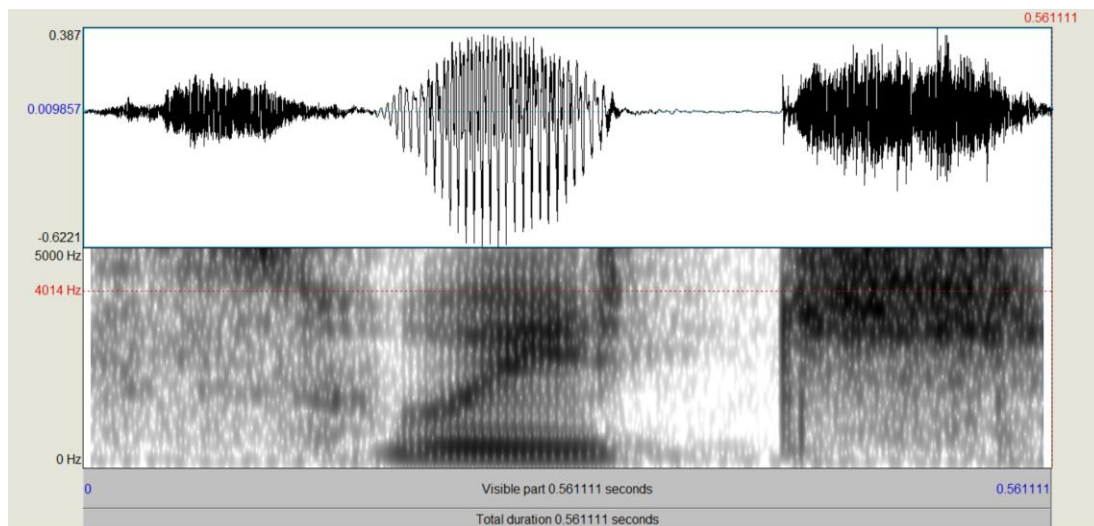 0.561111
0.387
0.009857
-0.6221
5000 Hz
4014 Hz
0 Hz
0 Visible part 0.561111 seconds 0.561111
Total duration 0.561111 seconds